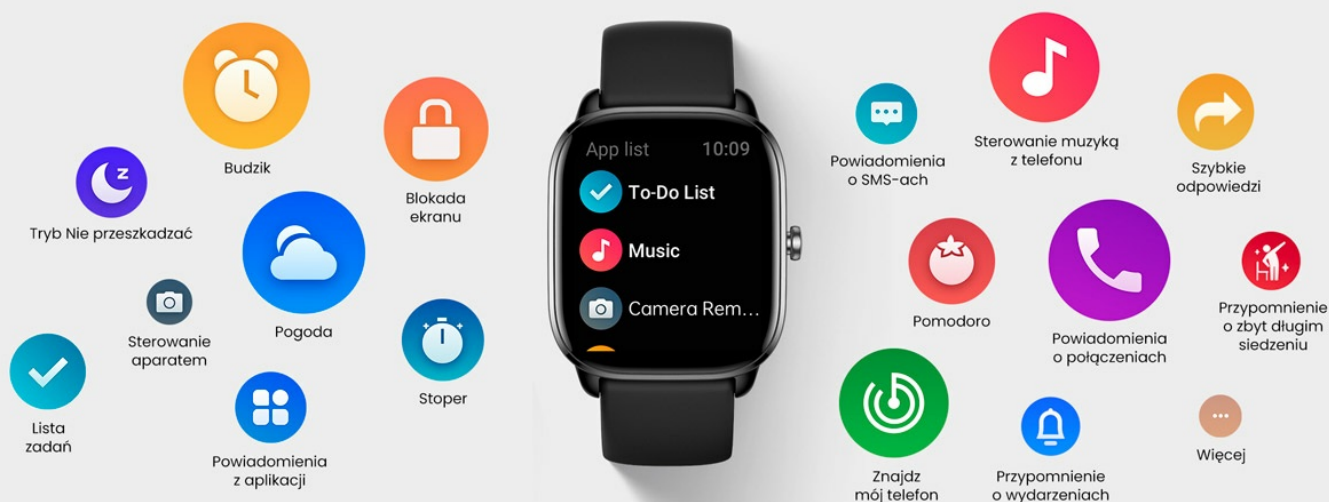 Budzik
Blokada
ekranu
Tryb Nie przeszkadzać
z
Pogoda
Sterowanie
aparatem
Stoper
Lista
zadań
Powiadomienia
z aplikacji
App list 10:09
To-Do List
Music
Camera Rem...
Sterowanie muzyką
z telefonu
Powiadomienia
o SMS-ach
Szybkie
odpowiedzi
Pomodoro
Powiadomienia
o połączeniach
Przypomnienie
o zbyt długim
siedzeniu
Znajdz
mój telefon
Przypomnienie
o wydarzeniach
Więcej